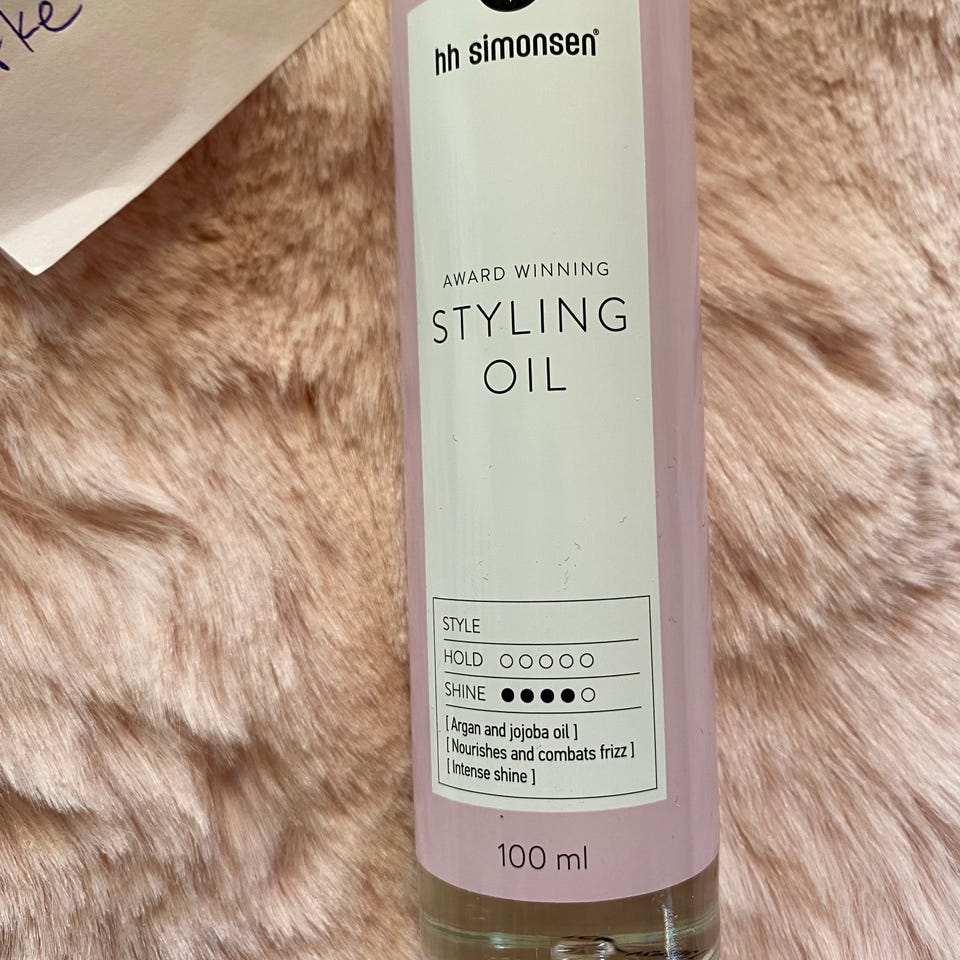 hh simonsen®
AWARD WINNING
STYLING
OIL
STYLE
HOLD ○○○○○
SHINE ●●●●○
[ Argan and jojoba oil ]
[ Nourishes and combats frizz ]
[ Intense shine ]
100 ml